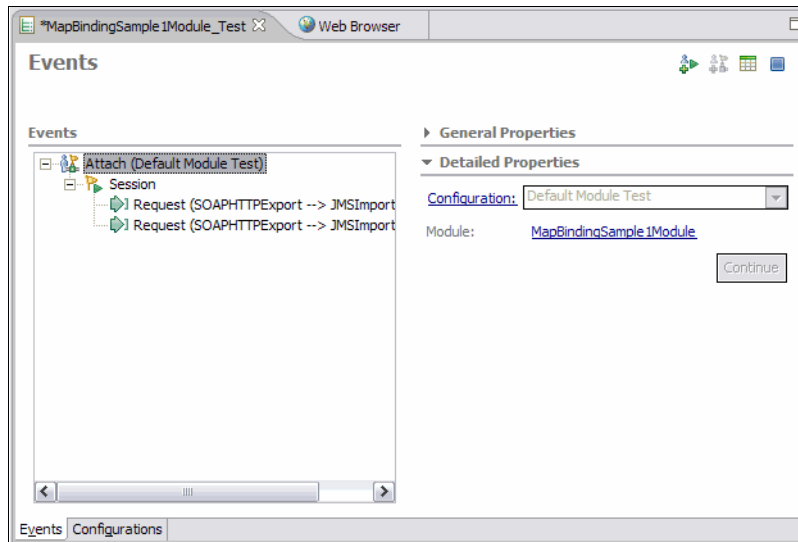 *MapBindingSample1Module_Test Web Browser
Events
Events
Attach (Default Module Test)
Session
Request (SOAPHTTPExport --> JMSImport
Request (SOAPHTTPExport --> JMSImport
General Properties
Detailed Properties
Configuration: Default Module Test
Module: MapBindingSample1Module
Continue
Events Configurations